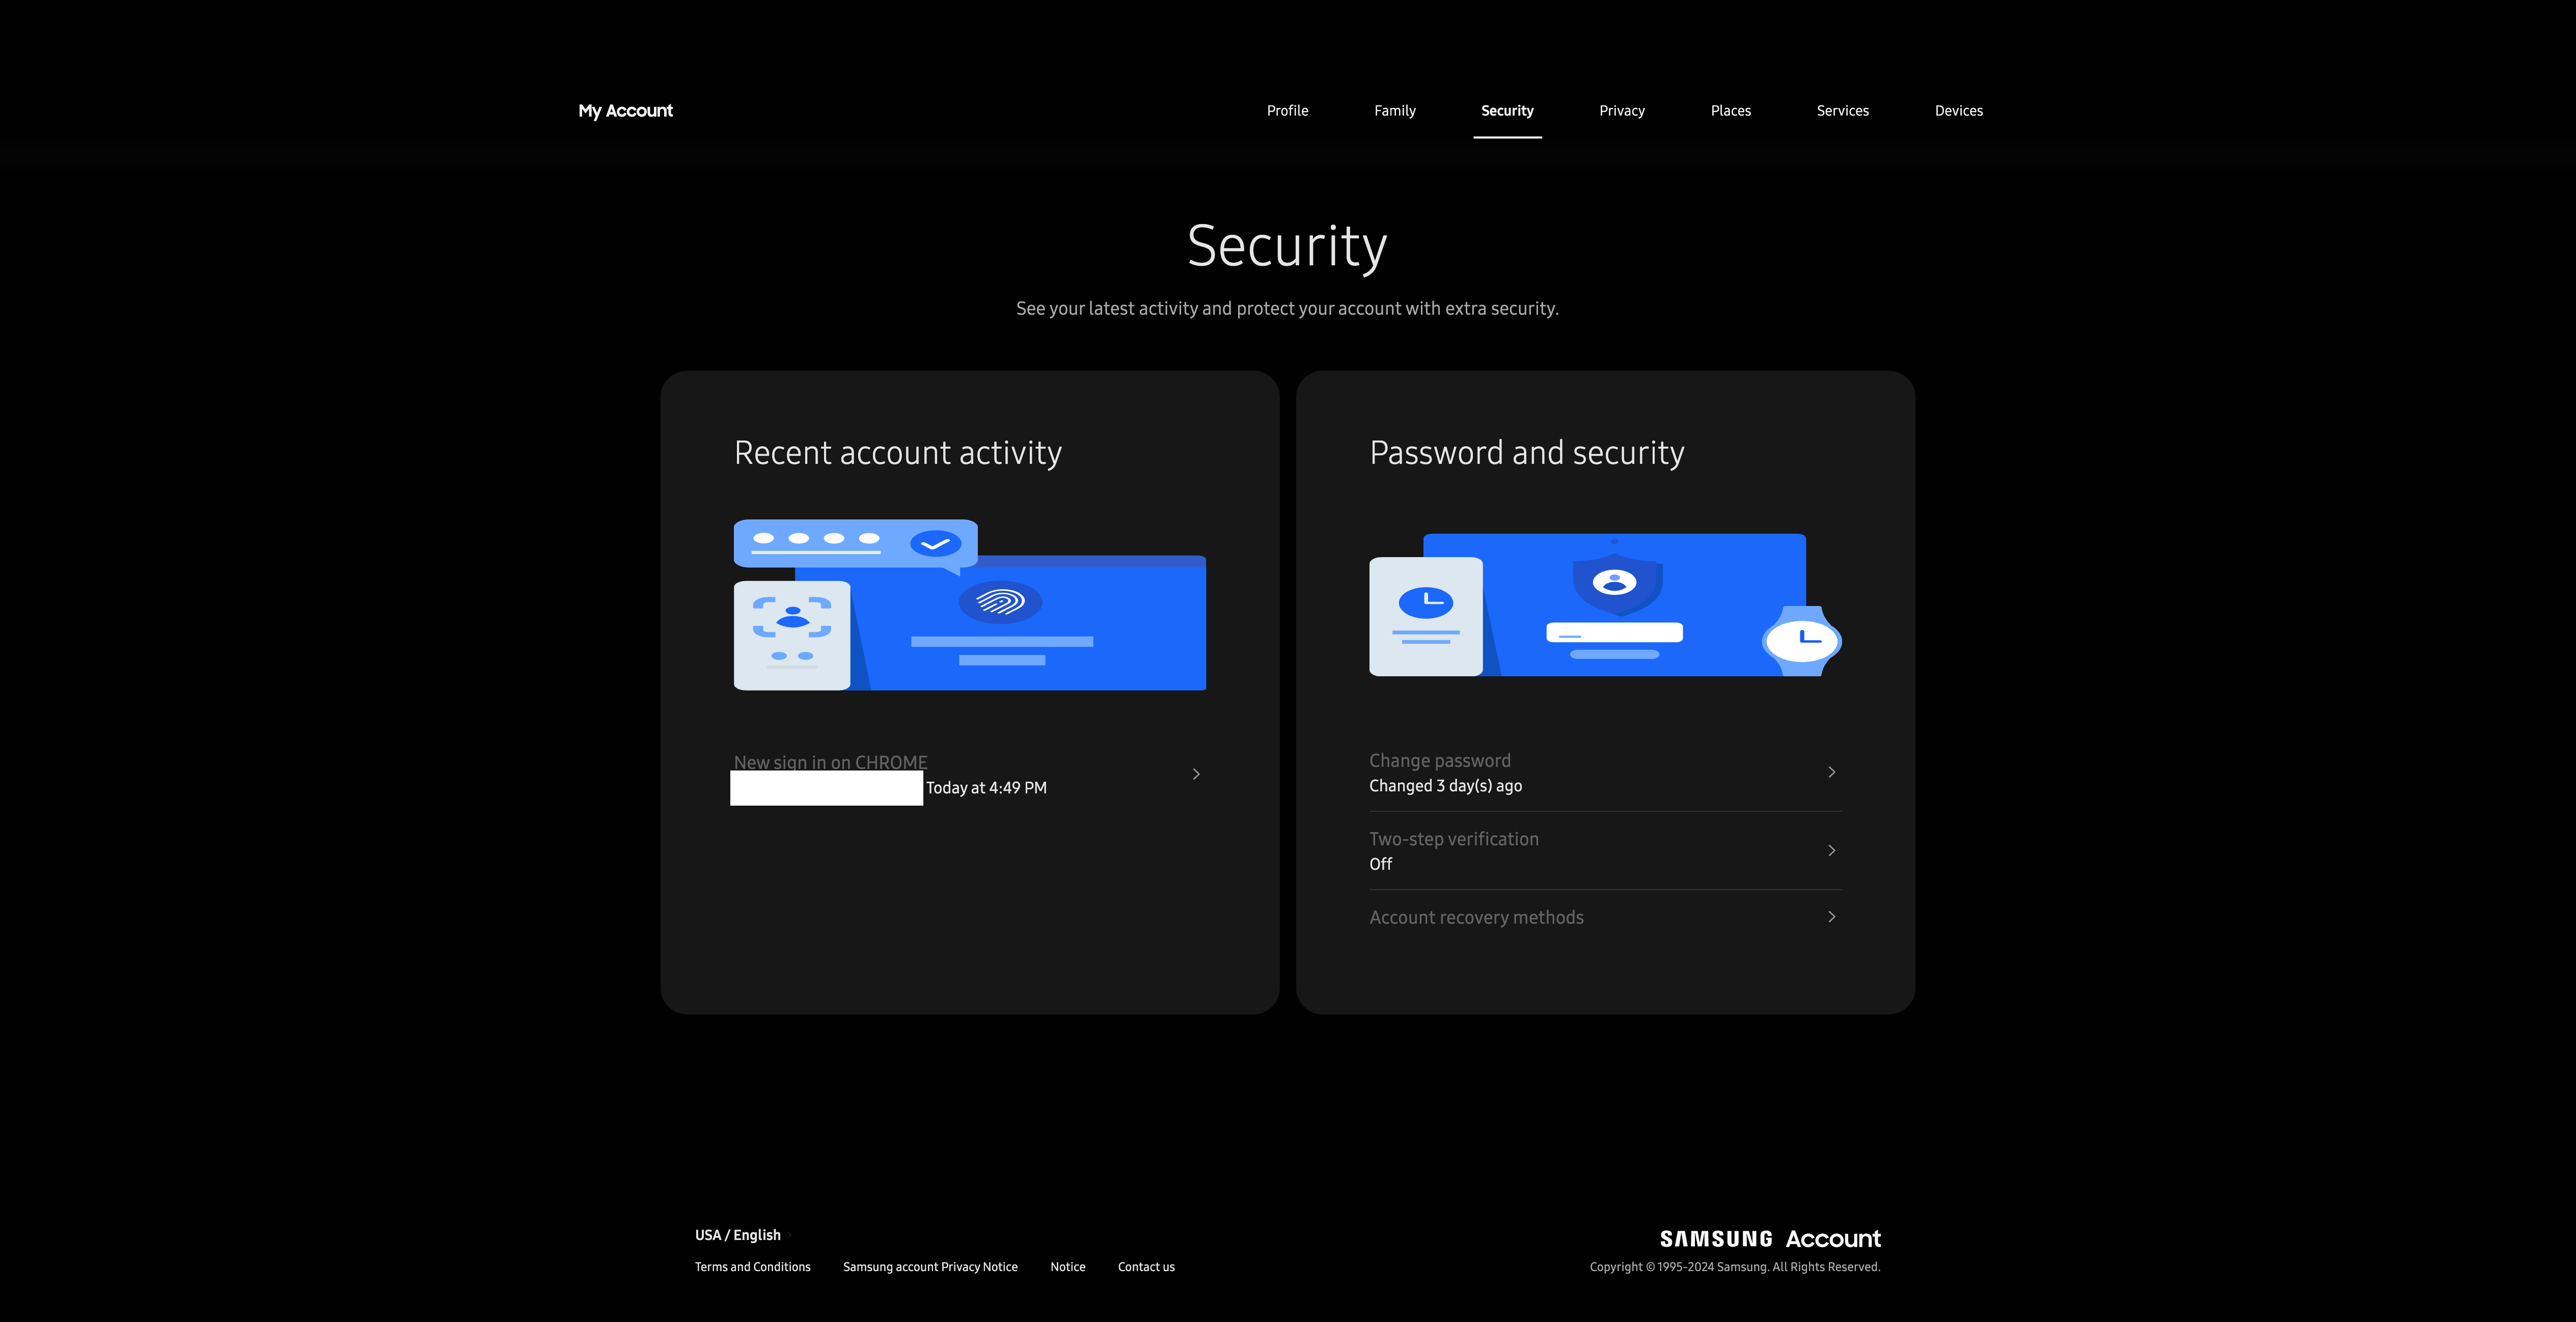 My Account
Profile Family Security Privacy Places Services Devices
Security
See your latest activity and protect your account with extra security.
Recent account activity
New sign in on CHROME
Today at 4:49 PM
Password and security
Change password
Changed 3 day(s) ago
Two-step verification
Off
Account recovery methods
USA / English
Terms and Conditions Samsung account Privacy Notice Notice Contact us
SAMSUNG Account
Copyright © 1995-2024 Samsung. All Rights Reserved.